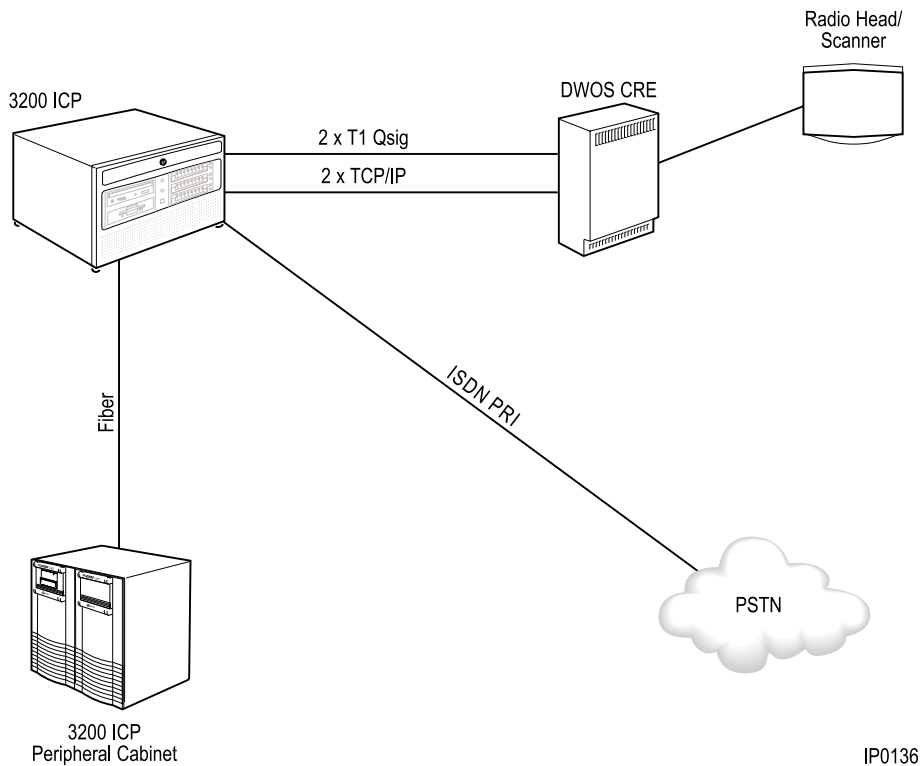 Radio Head/
Scanner
DWOS CRE
3200 ICP
2 x T1 Qsig
2 x TCP/IP
ISDN PRI
Fiber
PSTN
3200 ICP
Peripheral Cabinet
IP0136